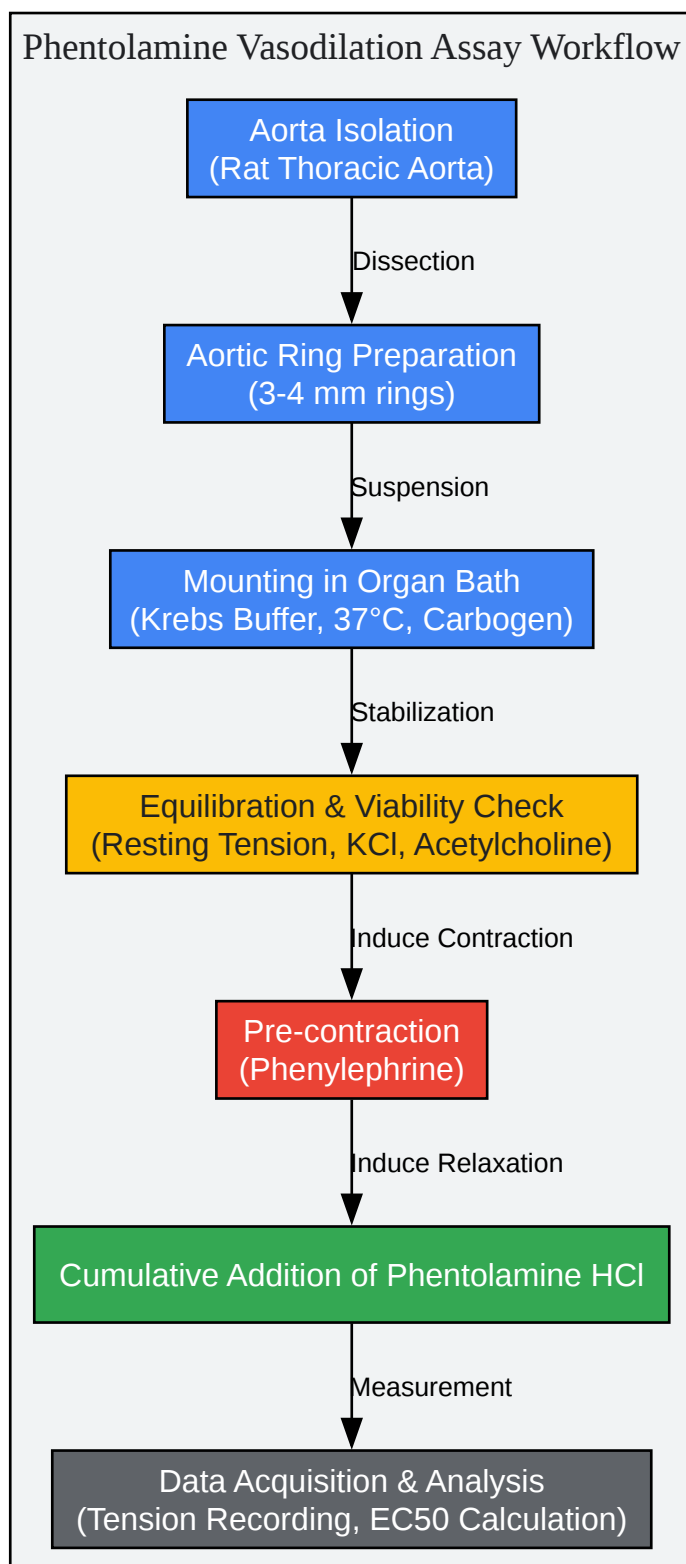 Phentolamine Vasodilation Assay Workflow
Aorta Isolation
(Rat Thoracic Aorta)
Dissection
Aortic Ring Preparation
(3-4 mm rings)
Suspension
Mounting in Organ Bath
(Krebs Buffer, 37°C, Carbogen)
Stabilization
Equilibration & Viability Check
(Resting Tension, KCl, Acetylcholine)
Induce Contraction
Pre-contraction
(Phenylephrine)
Induce Relaxation
Cumulative Addition of Phentolamine HCl
Measurement
Data Acquisition & Analysis
(Tension Recording, EC50 Calculation)